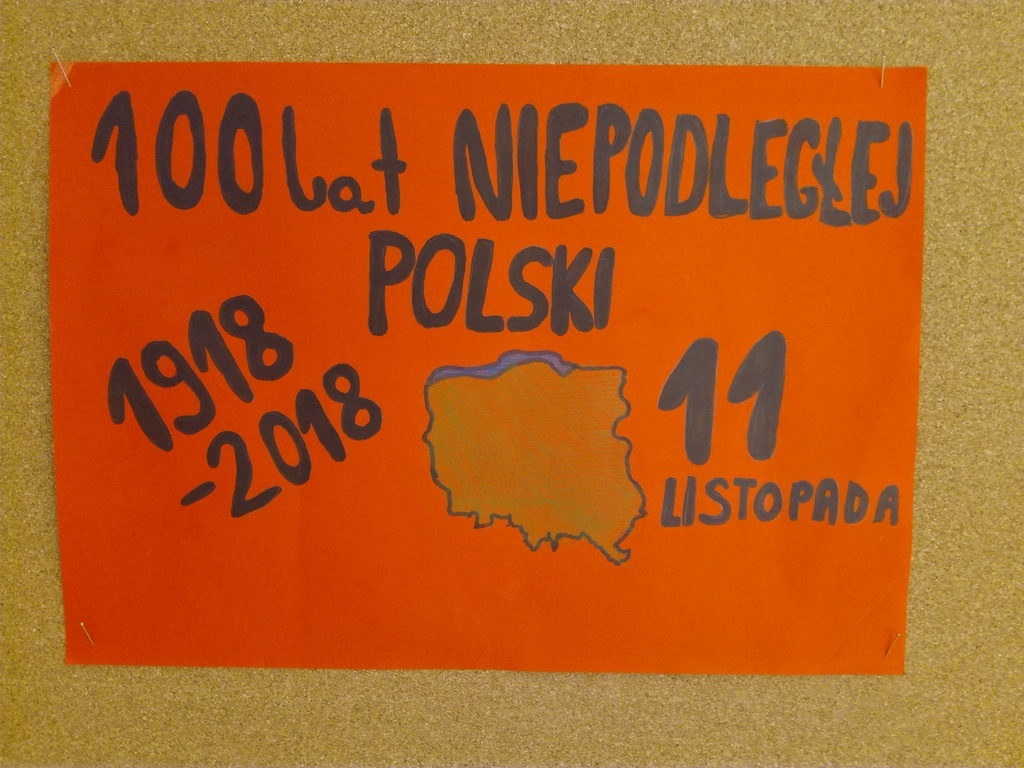 100 lat NIEPODLEGŁEJ
POLSKI
1918
-2018
11
LISTOPADA